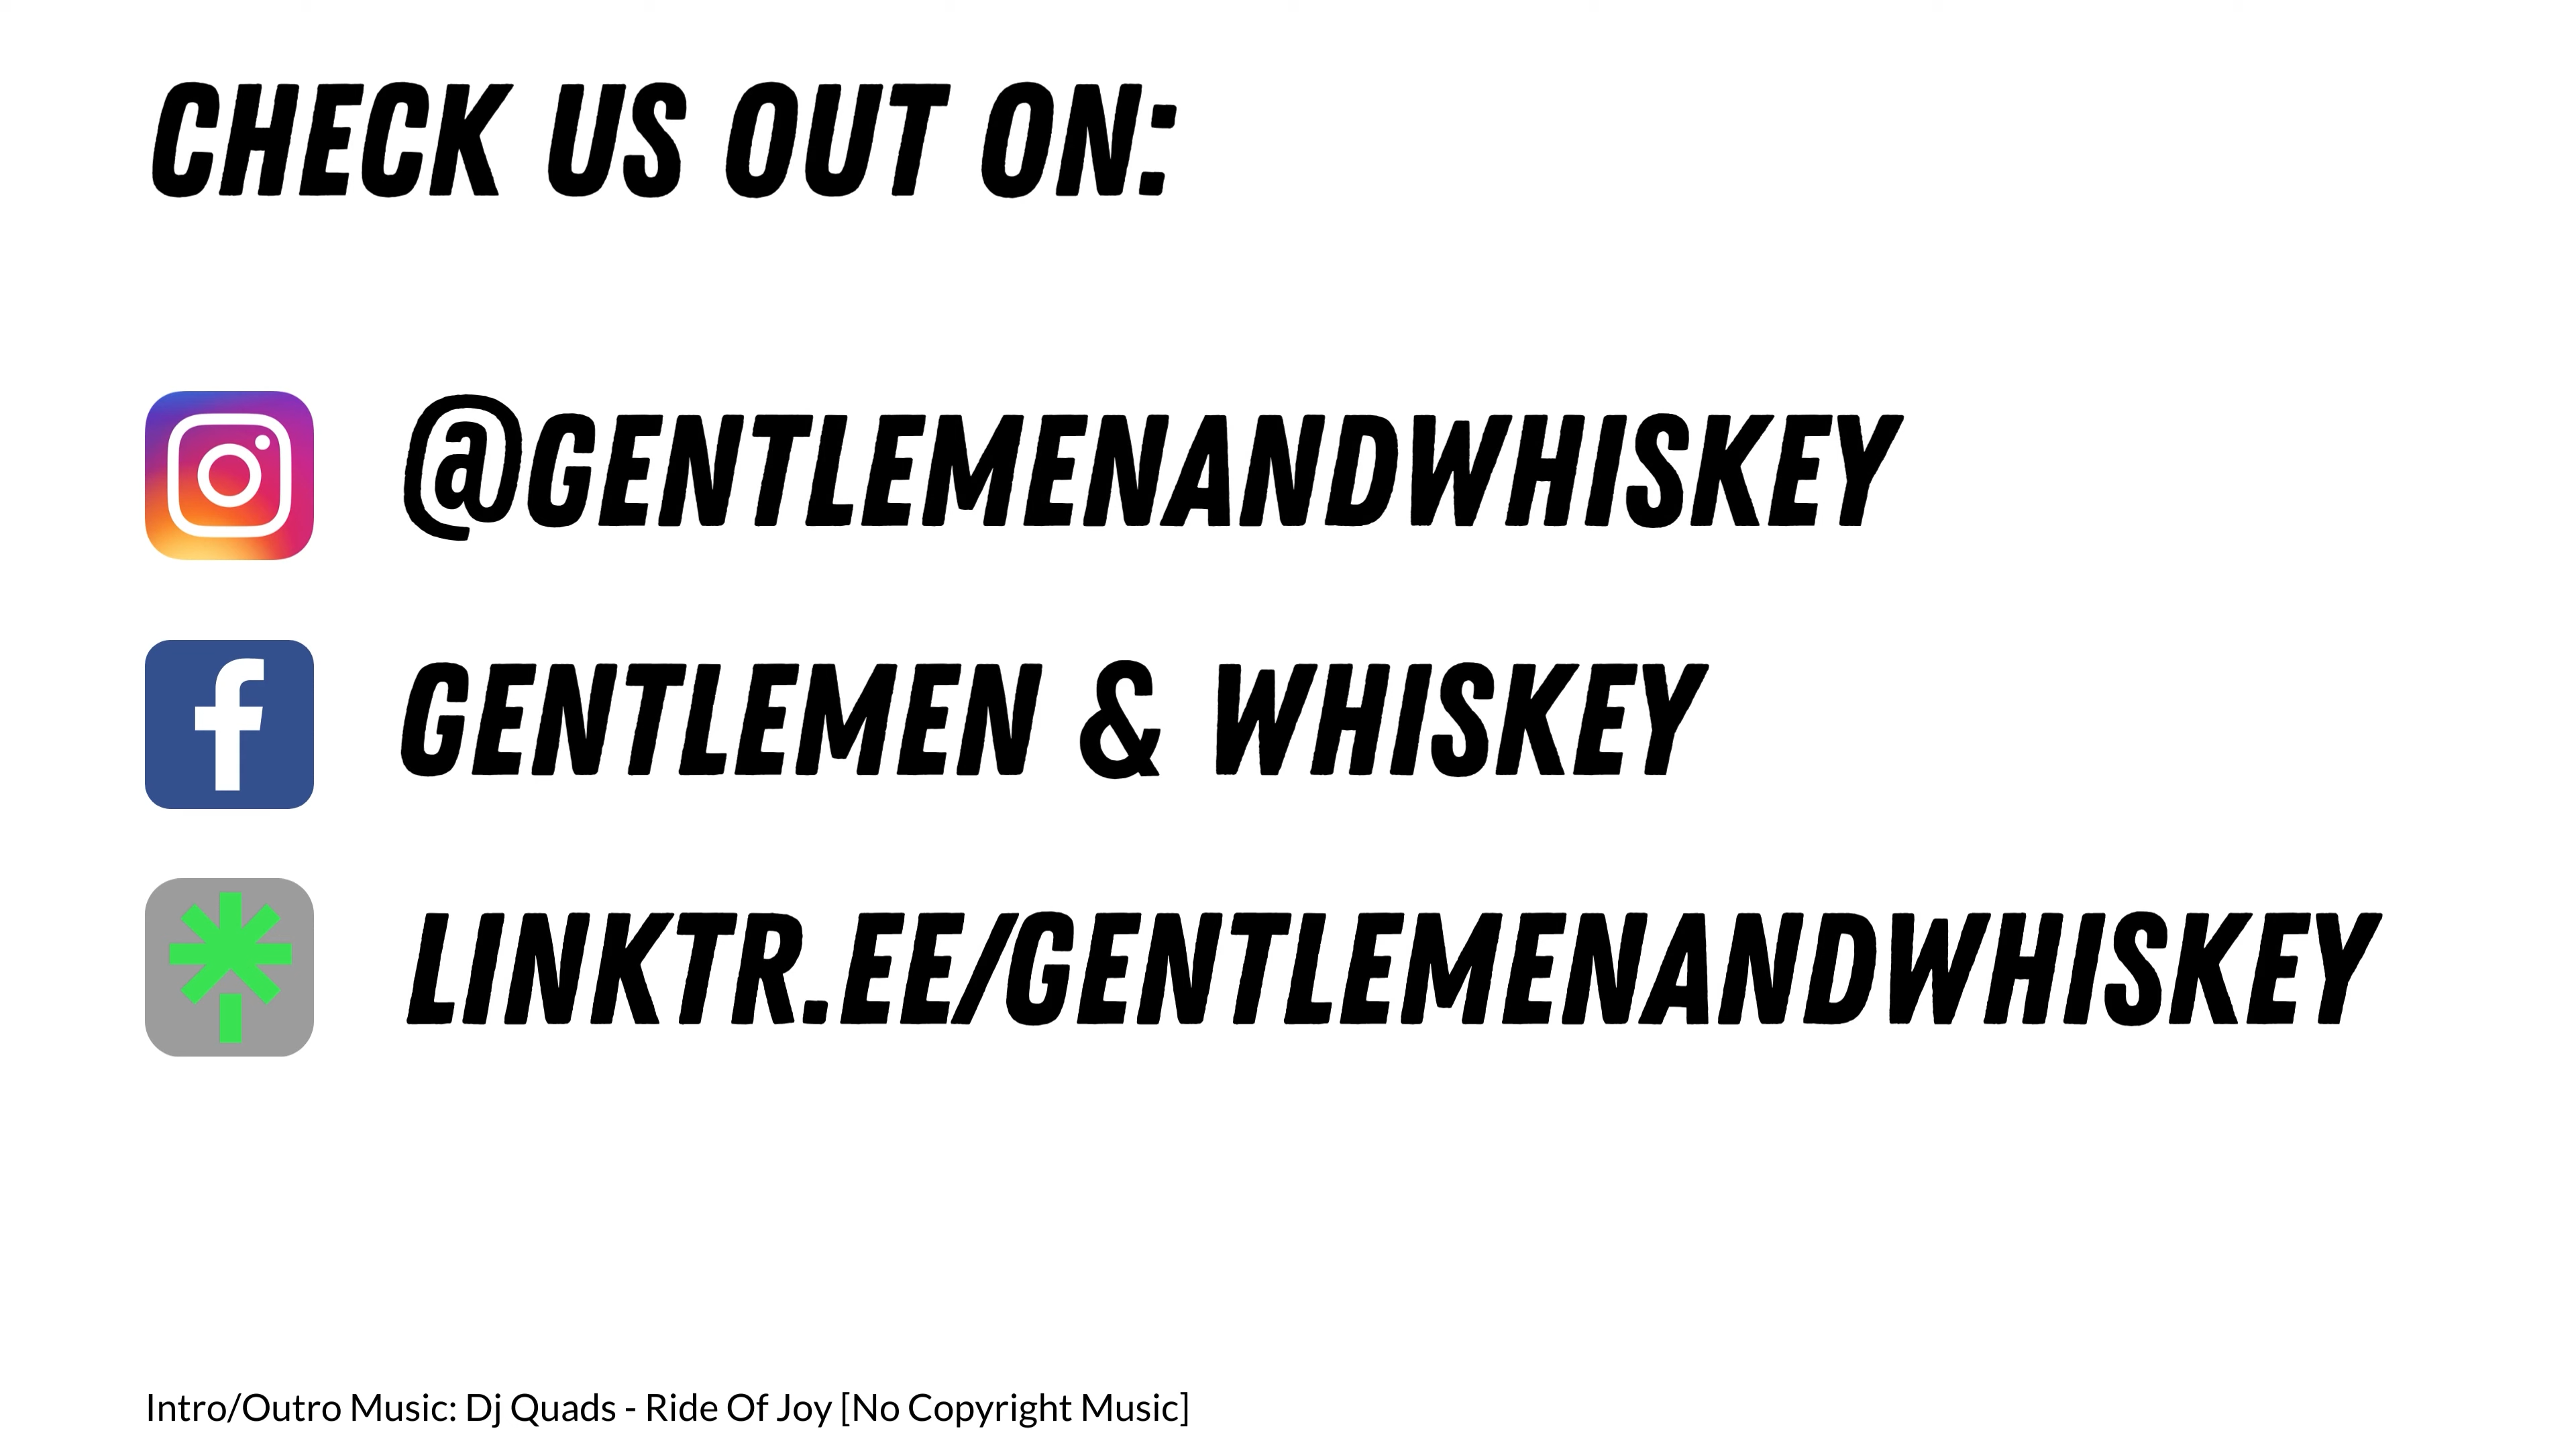 CHECK US OUT ON:
@GENTLEMENANDWHISKEY
GENTLEMEN & WHISKEY
LINKTR.EE/GENTLEMENANDWHISKEY
Intro/Outro Music: Dj Quads - Ride Of Joy [No Copyright Music]